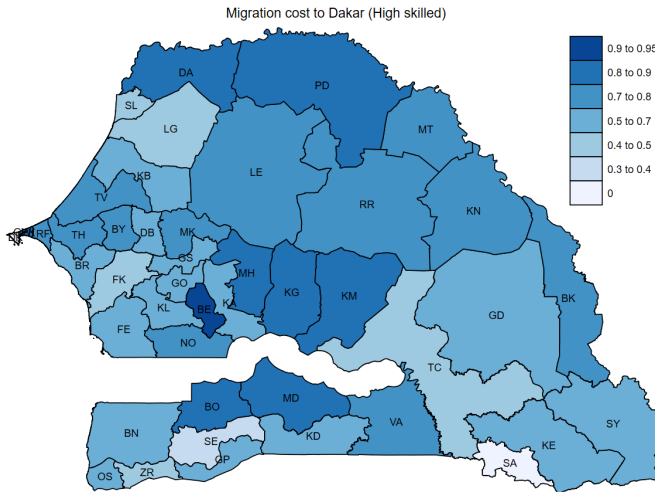 Migration cost to Dakar (High skilled)
0.9 to 0.95
0.8 to 0.9
0.7 to 0.8
0.5 to 0.7
0.4 to 0.5
0.3 to 0.4
0
DA
PD
SL
LG
MT
KB
LE
TV
RR
KN
RF
TH
BY
DB
MK
BR
GS
FK
GO
MH
KG
KM
BK
KL
BE
KA
GD
FE
NO
TC
BO
MD
VA
BN
SE
KD
SY
GP
KE
OS
ZR
SA